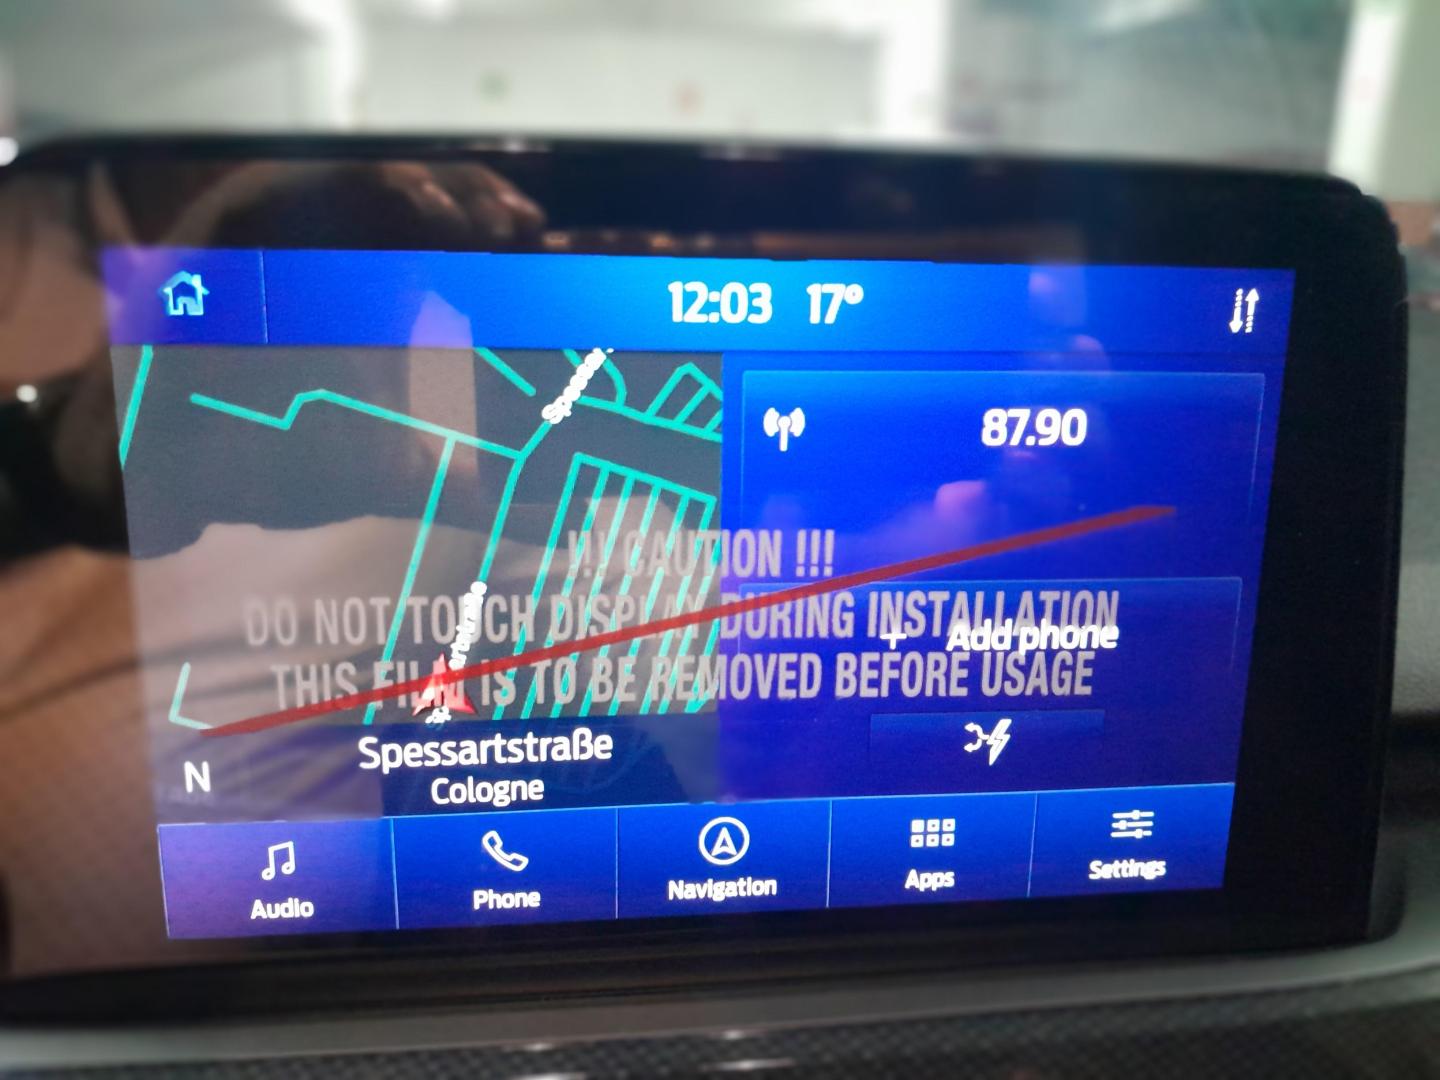 12:03 17°
87.90
!!! CAUTION !!!
DO NOT TOUCH DISPLAY DURING INSTALLATION
+ Add phone
THIS FILM IS TO BE REMOVED BEFORE USAGE
Spessartstraße
Cologne
N
Audio
Phone
Navigation
Apps
Settings